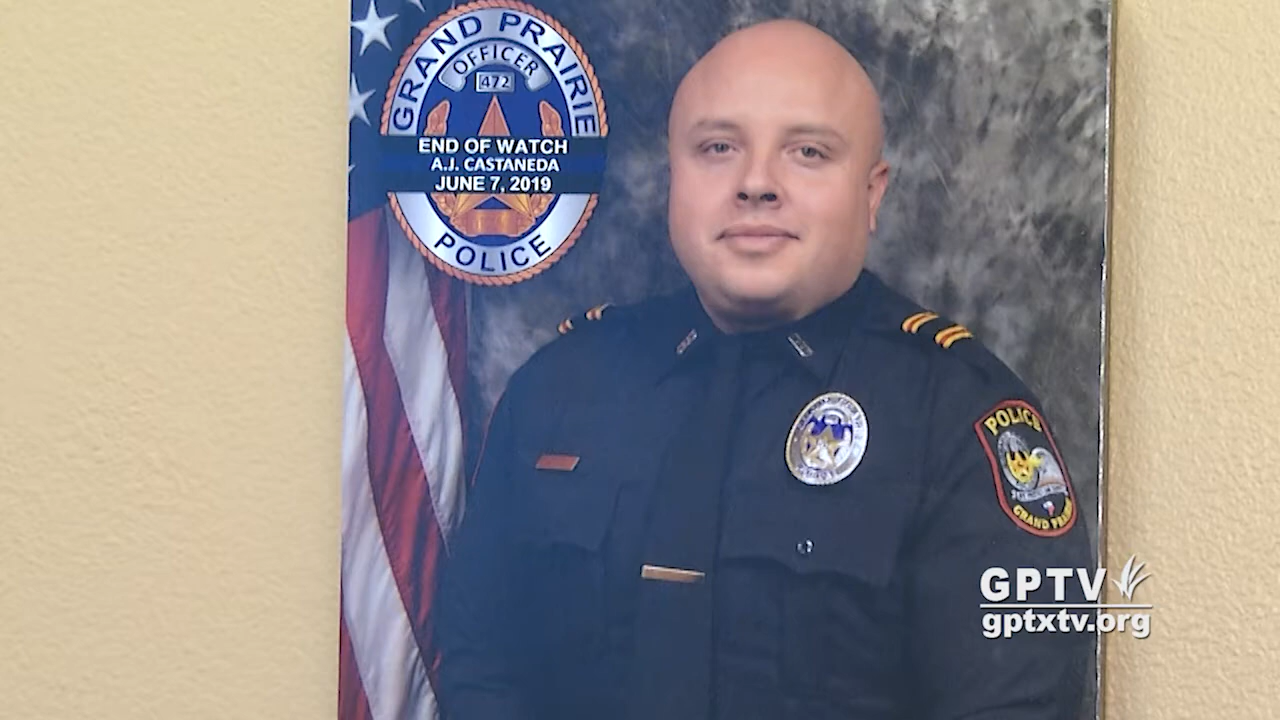 GRAND PRAIRIE
OFFICER
472
END OF WATCH
A.J. CASTANEDA
JUNE 7, 2019
POLICE
POLICE
GRAND PRAIRIE
GPTV
gptxtv.org